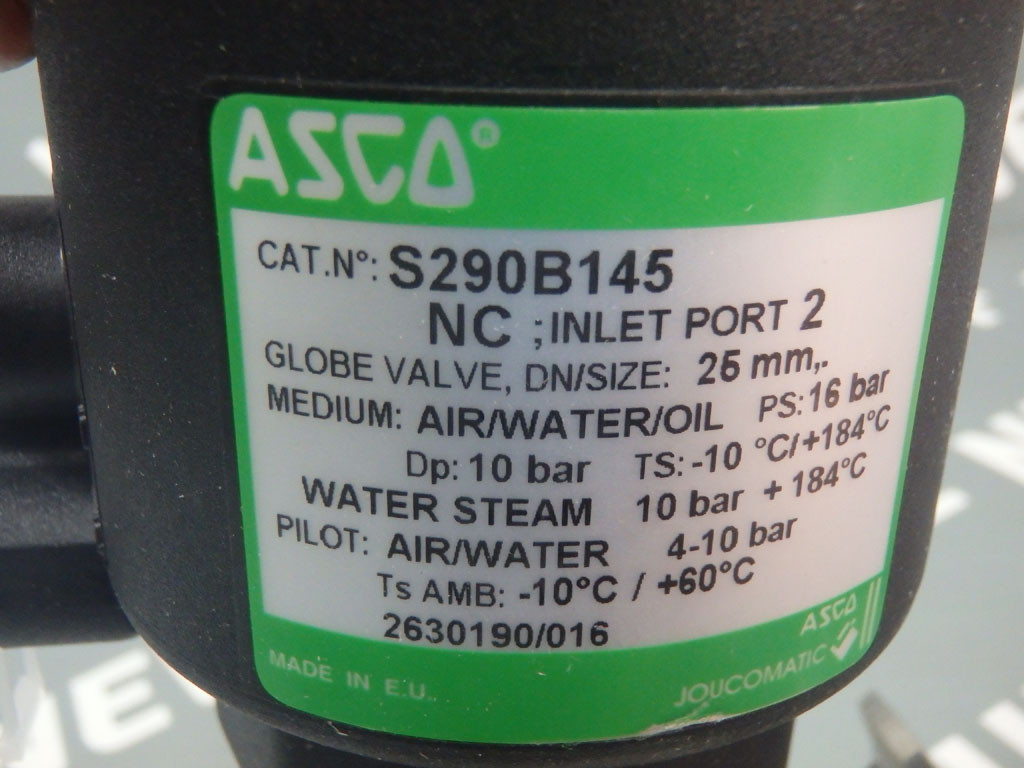 ASCO®
CAT.N°: S290B145
NC ; INLET PORT 2
GLOBE VALVE, DN/SIZE: 25 mm,.
MEDIUM: AIR/WATER/OIL PS: 16 bar
Dp: 10 bar TS: -10 °C/+184°C
WATER STEAM 10 bar + 184°C
PILOT: AIR/WATER 4-10 bar
Ts AMB: -10°C / +60°C
2630190/016
MADE IN E.U..
ASCO
JOUCOMATIC